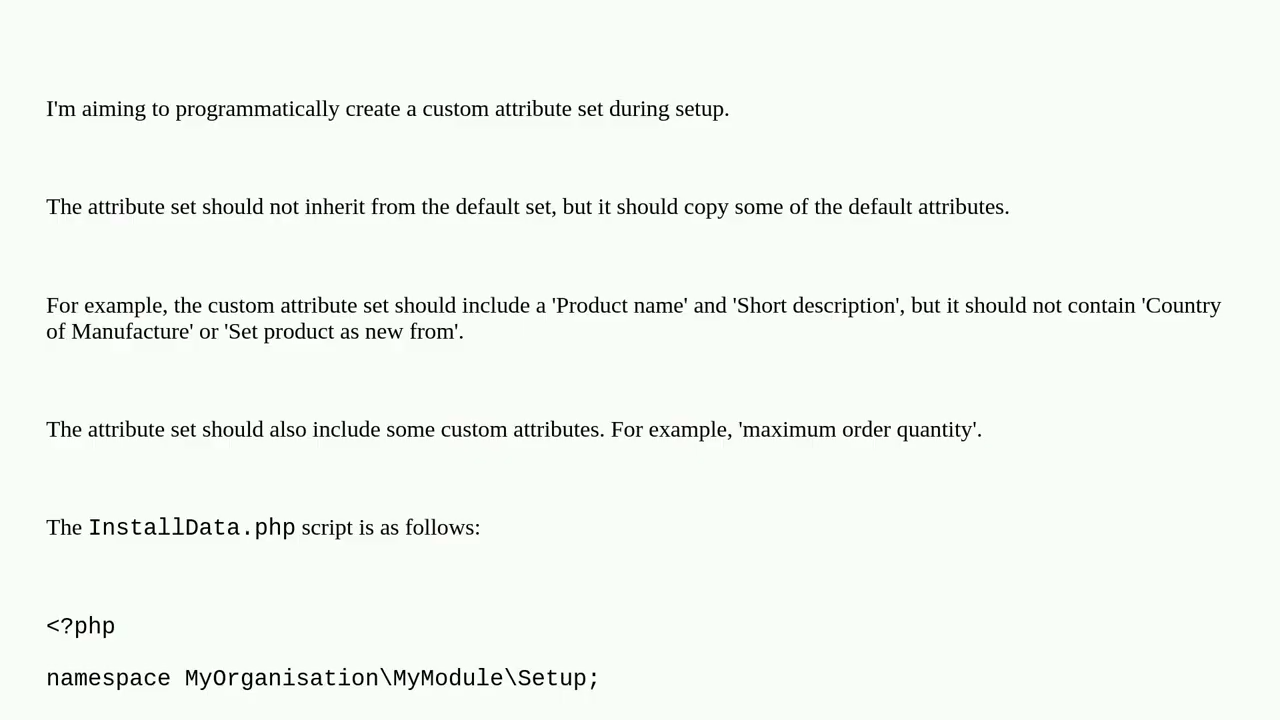 I'm aiming to programmatically create a custom attribute set during setup.
The attribute set should not inherit from the default set, but it should copy some of the default attributes.
For example, the custom attribute set should include a 'Product name' and 'Short description', but it should not contain 'Country
of Manufacture' or 'Set product as new from'.
The attribute set should also include some custom attributes. For example, 'maximum order quantity'.
The InstallData.php script is as follows:
<?php
namespace MyOrganisation\MyModule\Setup;